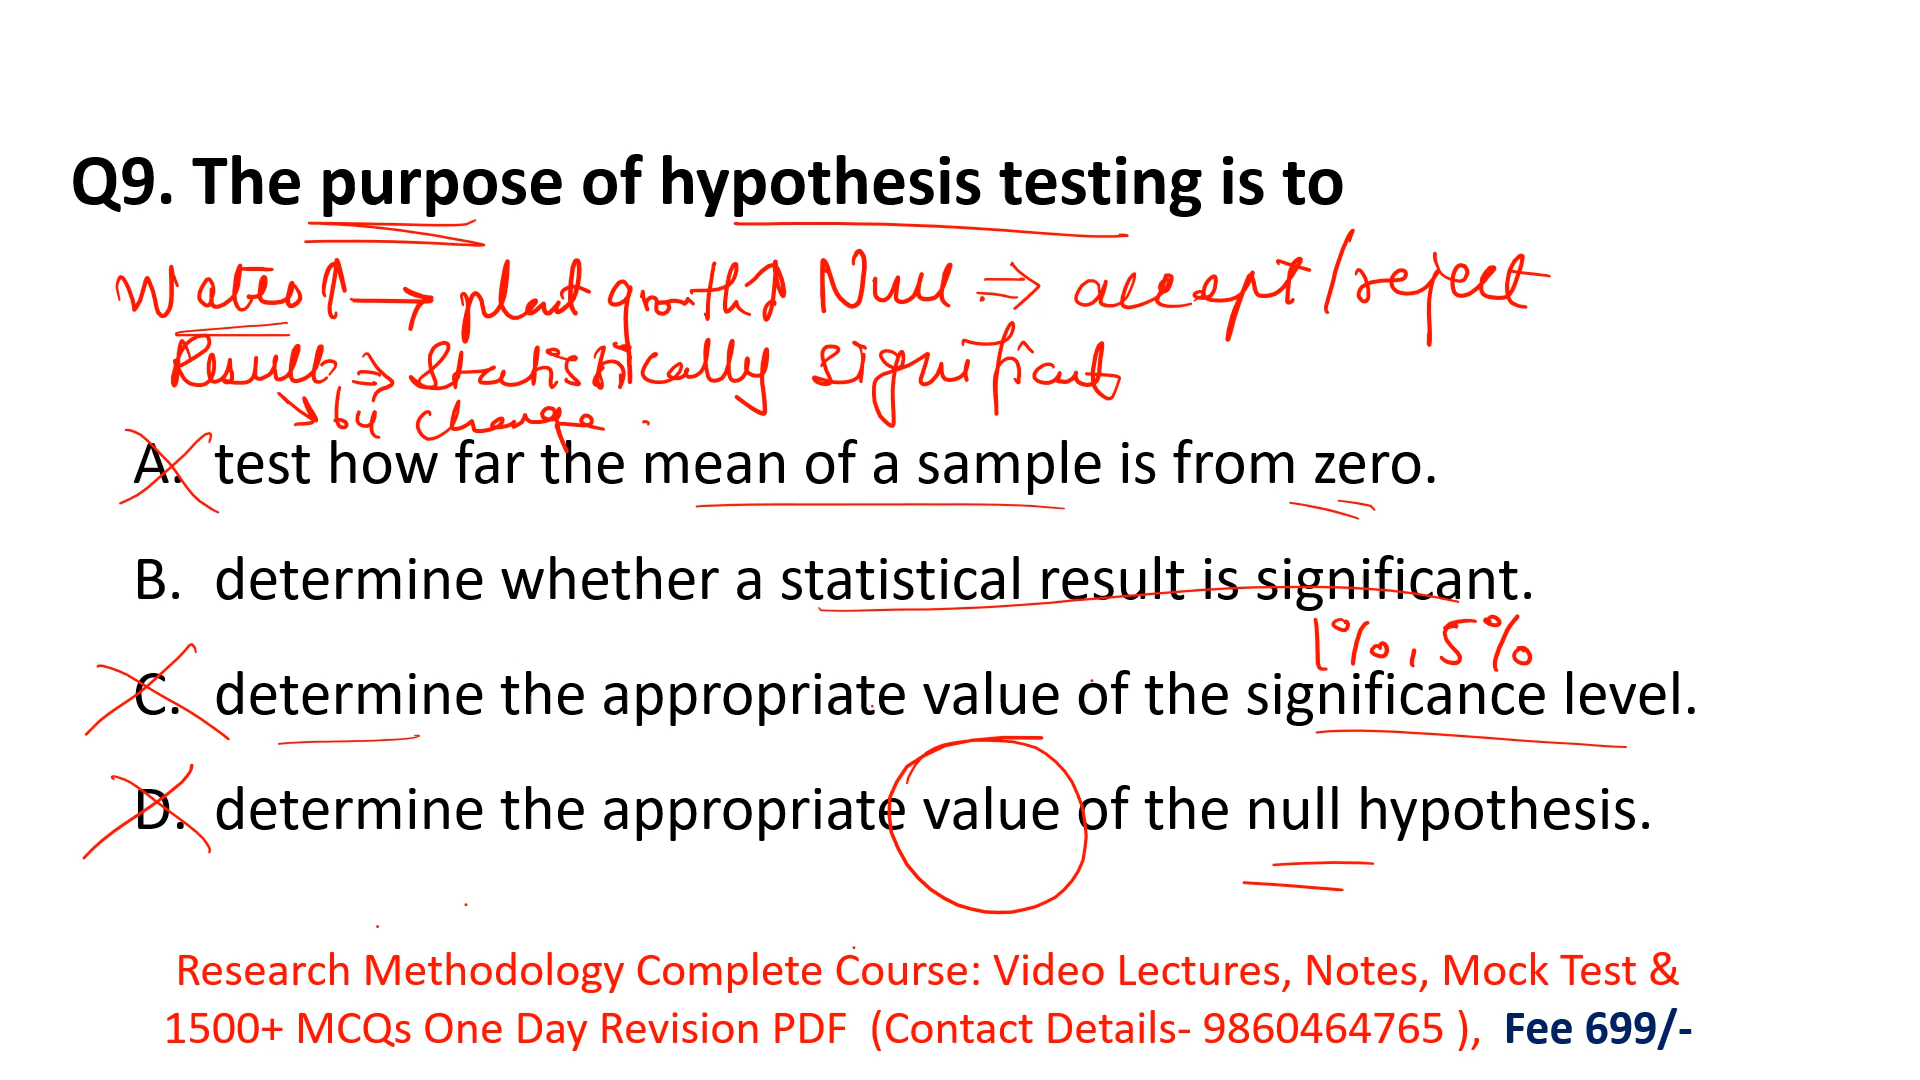 Q9. The purpose of hypothesis testing is to
Water ↑ → plant growth ↑ Null ⇒ accept/reject
Result ⇒ Statistically significant
↘ by change.
A. test how far the mean of a sample is from zero.
B. determine whether a statistical result is significant.
1%, 5%
C. determine the appropriate value of the significance level.
D. determine the appropriate value of the null hypothesis.
Research Methodology Complete Course: Video Lectures, Notes, Mock Test &
1500+ MCQs One Day Revision PDF (Contact Details- 9860464765 ), Fee 699/-